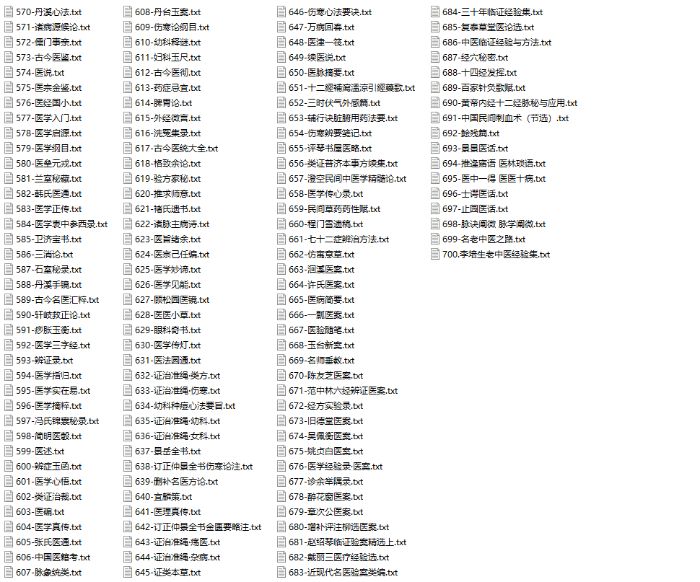 570-丹溪心法.txt
571-诸病源候论.txt
572-儒门事亲.txt
573-古今医鉴.txt
574-医说.txt
575-医宗金鉴.txt
576-医经国小.txt
577-医学入门.txt
578-医学启源.txt
579-医学纲目.txt
580-医垒元戎.txt
581-兰室秘藏.txt
582-韩氏医通.txt
583-医学正传.txt
584-医学衷中参西录.txt
585-卫济宝书.txt
586-三消论.txt
587-石室秘录.txt
588-丹溪手镜.txt
589-古今名医汇粹.txt
590-轩岐救正论.txt
591-痧胀玉衡.txt
592-医学三字经.txt
593-辨证录.txt
594-医学指归.txt
595-医学实在易.txt
596-医学摘粹.txt
597-冯氏锦囊秘录.txt
598-简明医彀.txt
599-医述.txt
600-辨症玉函.txt
601-医学心悟.txt
602-类证治裁.txt
603-医碥.txt
604-医学真传.txt
605-张氏医通.txt
606-中国医籍考.txt
607-脉象统类.txt
608-丹台玉案.txt
609-伤寒论纲目.txt
610-幼科释谜.txt
611-妇科玉尺.txt
612-古今医彻.txt
613-药症忌宜.txt
614-脾胃论.txt
615-外经微言.txt
616-洗冤集录.txt
617-古今医统大全.txt
618-格致余论.txt
619-验方家秘.txt
620-推求师意.txt
621-褚氏遗书.txt
622-诸脉主病诗.txt
623-医旨绪余.txt
624-医宗己任编.txt
625-医学妙谛.txt
626-医学见能.txt
627-顾松园医镜.txt
628-医医小草.txt
629-眼科奇书.txt
630-医学传灯.txt
631-医法圆通.txt
632-证治准绳·类方.txt
633-证治准绳·伤寒.txt
634-幼科种痘心法要旨.txt
635-证治准绳·幼科.txt
636-证治准绳·女科.txt
637-景岳全书.txt
638-订正仲景全书伤寒论注.txt
639-删补名医方论.txt
640-宜麟策.txt
641-医理真传.txt
642-订正仲景全书金匮要略注.txt
643-证治准绳·疡医.txt
644-证治准绳·杂病.txt
645-证类本草.txt
646-伤寒心法要诀.txt
647-万病回春.txt
648-医津一筏.txt
649-续医说.txt
650-医脉摘要.txt
651-十二經補瀉溫涼引經藥歌.txt
652-三时伏气外感篇.txt
653-辅行诀脏腑用药法要.txt
654-伤寒辨要笺记.txt
655-评琴书屋医略.txt
656-类证普济本事方续集.txt
657-澄空民间中医学精髓论.txt
658-医学传心录.txt
659-民间草药药性赋.txt
660-程门雪遗稿.txt
661-七十二症辨治方法.txt
662-仿寓意草.txt
663-洄溪医案.txt
664-许氏医案.txt
665-医病简要.txt
666-一瓢医案.txt
667-医验随笔.txt
668-玉台新案.txt
669-名师垂教.txt
670-陈友芝医案.txt
671-范中林六经辨证医案.txt
672-经方实验录.txt
673-旧德堂医案.txt
674-吴佩衡医案.txt
675-姚贞白医案.txt
676-医学经验录·医案.txt
677-诊余举隅录.txt
678-醉花窗医案.txt
679-章次公医案.txt
680-增补评注柳选医案.txt
681-赵绍琴临证验案精选上.txt
682-戴丽三医疗经验选.txt
683-近现代名医验案类编.txt
684-三十年临证经验集.txt
685-复泰草堂医论选.txt
686-中医临证经验与方法.txt
687-经穴秘密.txt
688-十四经发挥.txt
689-百家针灸歌赋.txt
690-黄帝内经十二经脉秘与应用.txt
691-中国民间刺血术（节选）.txt
692-馤残篇.txt
693-景景医话.txt
694-推逢寤语 医林琐语.txt
695-医中一得 医医十病.txt
696-士谔医话.txt
697-止园医话.txt
698-脉诀阐微 脉学阐微.txt
699-名老中医之路.txt
700.李培生老中医经验集.txt